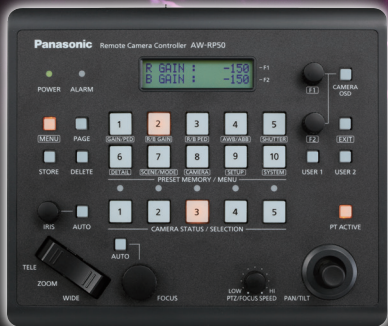 Panasonic Remote Camera Controller AW-RP50
R GAIN : -150 -F1
B GAIN : -150 -F2
POWER ALARM
F1 CAMERA OSD
1 2 3 4 5
MENU PAGE GAIN/PED R/B GAIN R/B PED AWB/ABB SHUTTER F2 EXIT
6 7 8 9 10
STORE DELETE DETAIL SCENE/MODE CAMERA SETUP SYSTEM USER 1 USER 2
PRESET MEMORY / MENU
1 2 3 4 5
IRIS AUTO CAMERA STATUS / SELECTION PT ACTIVE
AUTO
TELE
ZOOM
WIDE FOCUS
LOW HI
PTZ/FOCUS SPEED PAN/TILT